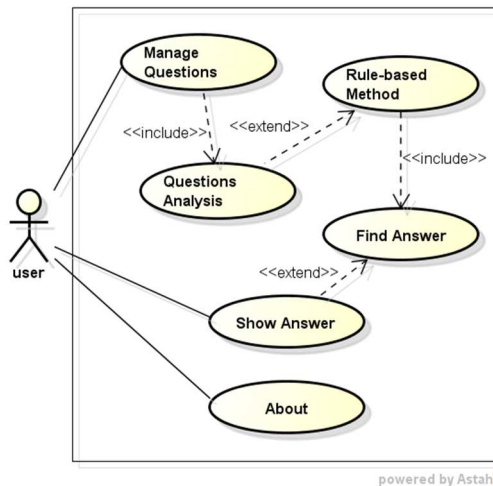 Manage
Questions
Rule-based
Method
<<include>>
<<extend>>
<<include>>
Questions
Analysis
Find Answer
user
<<extend>>
Show Answer
About
powered by Astah